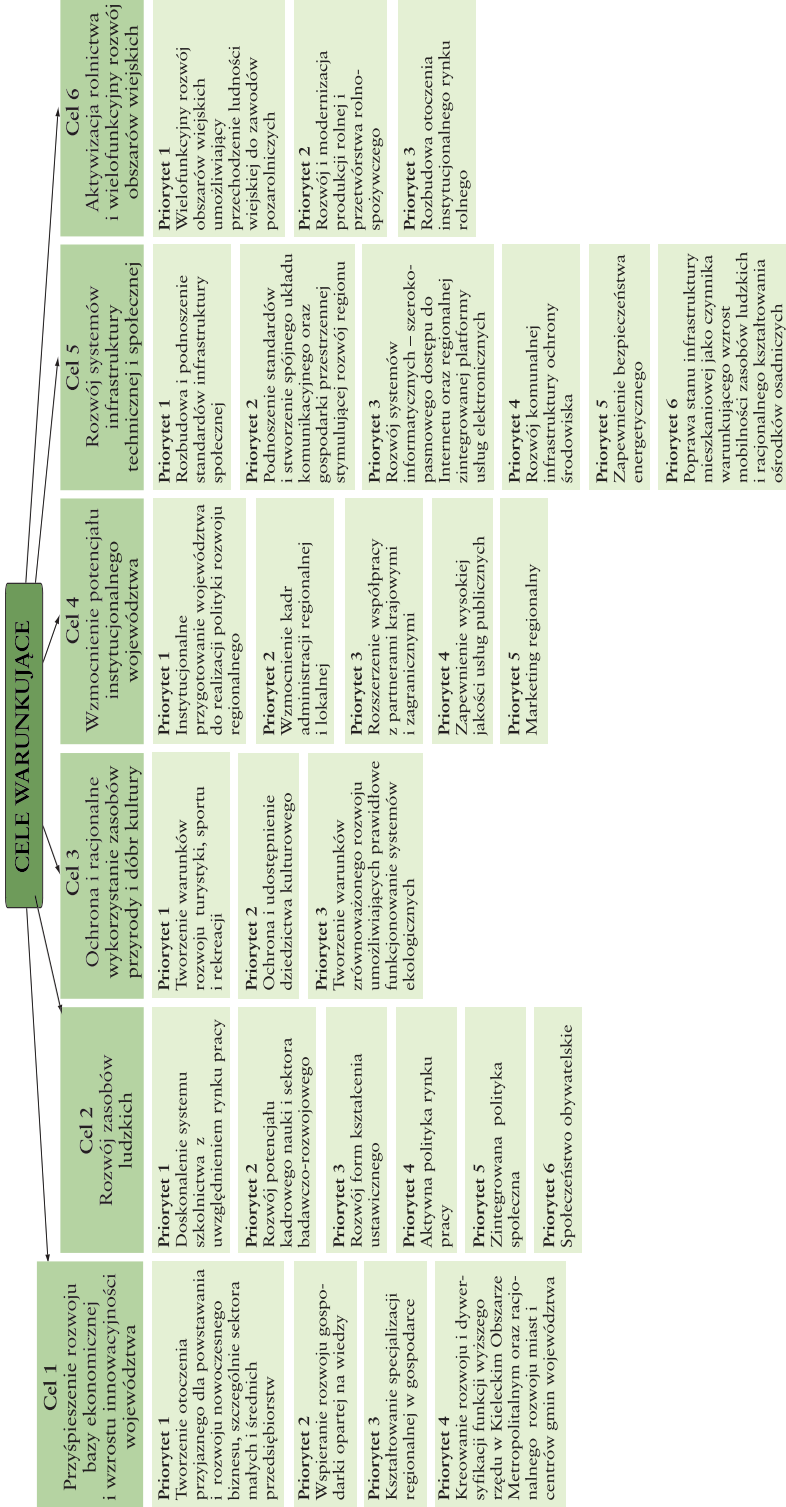 CELE WARUNKUJĄCE
Cel 1
Przyśpieszenie rozwoju
bazy ekonomicznej
i wzrostu innowacyjności
województwa
Priorytet 1
Tworzenie otoczenia
przyjaznego dla powstawania
i rozwoju nowoczesnego
biznesu, szczególnie sektora
małych i średnich
przedsiębiorstw
Priorytet 2
Wspieranie rozwoju gospo-
darki opartej na wiedzy
Priorytet 3
Kształtowanie specjalizacji
regionalnej w gospodarce
Priorytet 4
Kreowanie rozwoju i dywer-
syfikacji funkcji wyższego
rzędu w Kieleckim Obszarze
Metropolitalnym oraz racjo-
nalnego rozwoju miast i
centrów gmin województwa
Cel 2
Rozwój zasobów
ludzkich
Priorytet 1
Doskonalenie systemu
szkolnictwa z
uwzględnieniem rynku pracy
Priorytet 2
Rozwój potencjału
kadrowego nauki i sektora
badawczo-rozwojowego
Priorytet 3
Rozwój form kształcenia
ustawicznego
Priorytet 4
Aktywna polityka rynku
pracy
Priorytet 5
Zintegrowana polityka
społeczna
Priorytet 6
Społeczeństwo obywatelskie
Cel 3
Ochrona i racjonalne
wykorzystanie zasobów
przyrody i dóbr kultury
Priorytet 1
Tworzenie warunków
rozwoju turystyki, sportu
i rekreacji
Priorytet 2
Ochrona i udostępnienie
dziedzictwa kulturowego
Priorytet 3
Tworzenie warunków
zrównoważonego rozwoju
umożliwiających prawidłowe
funkcjonowanie systemów
ekologicznych
Cel 4
Wzmocnienie potencjału
instytucjonalnego
województwa
Priorytet 1
Instytucjonalne
przygotowanie województwa
do realizacji polityki rozwoju
regionalnego
Priorytet 2
Wzmocnienie kadr
administracji regionalnej
i lokalnej
Priorytet 3
Rozszerzenie współpracy
z partnerami krajowymi
i zagranicznymi
Priorytet 4
Zapewnienie wysokiej
jakości usług publicznych
Priorytet 5
Marketing regionalny
Cel 5
Rozwój systemów
infrastruktury
technicznej i społecznej
Priorytet 1
Rozbudowa i podnoszenie
standardów infrastruktury
społecznej
Priorytet 2
Podnoszenie standardów
i stworzenie spójnego układu
komunikacyjnego oraz
gospodarki przestrzennej
stymulującej rozwój regionu
Priorytet 3
Rozwój systemów
informatycznych – szeroko-
pasmowego dostępu do
Internetu oraz regionalnej
zintegrowanej platformy
usług elektronicznych
Priorytet 4
Rozwój komunalnej
infrastruktury ochrony
środowiska
Priorytet 5
Zapewnienie bezpieczeństwa
energetycznego
Priorytet 6
Poprawa stanu infrastruktury
mieszkaniowej jako czynnika
warunkującego wzrost
mobilności zasobów ludzkich
i racjonalnego kształtowania
ośrodków osadniczych
Cel 6
Aktywizacja rolnictwa
i wielofunkcyjny rozwój
obszarów wiejskich
Priorytet 1
Wielofunkcyjny rozwój
obszarów wiejskich
umożliwiający
przechodzenie ludności
wiejskiej do zawodów
pozarolniczych
Priorytet 2
Rozwój i modernizacja
produkcji rolnej i
przetwórstwa rolno-
spożywczego
Priorytet 3
Rozbudowa otoczenia
instytucjonalnego rynku
rolnego